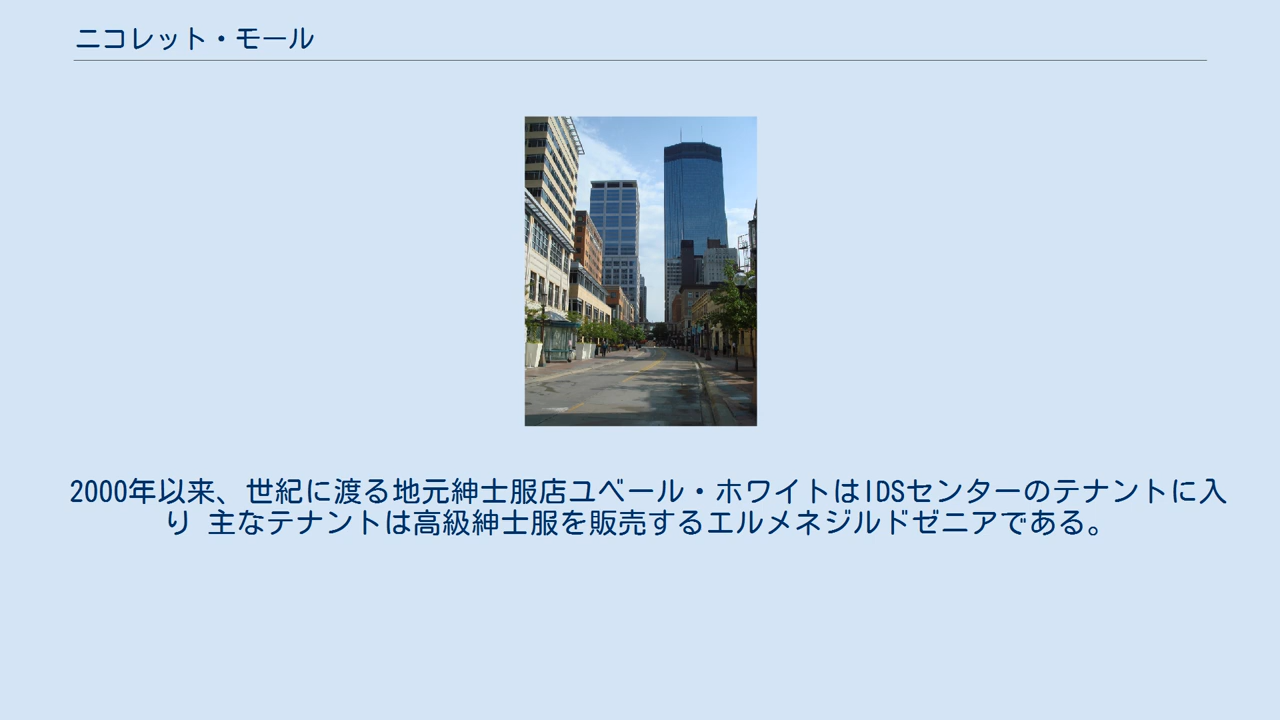 ニコレット・モール
2000年以来、世紀に渡る地元紳士服店ユベール・ホワイトはIDSセンターのテナントに入
り 主なテナントは高級紳士服を販売するエルメネジルドゼニアである。